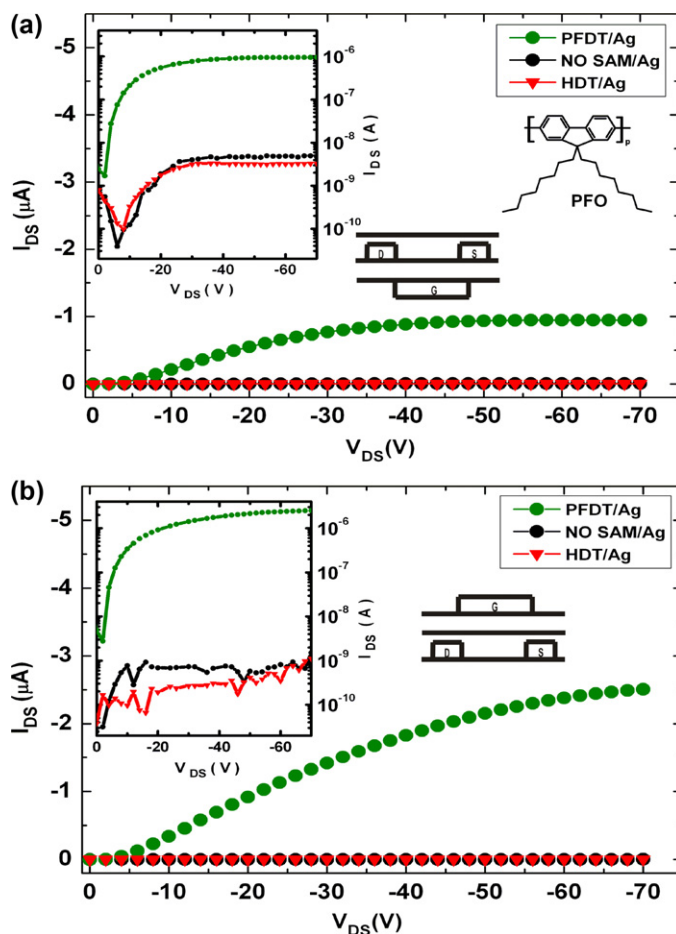 (a)
PFDT/Ag
NO SAM/Ag
HDT/Ag
-5
-4
-3
-2
-1
0
I_DS (μA)
10^-6
10^-7
10^-8
10^-9
10^-10
I_DS (A)
0 -20 -40 -60
V_DS (V)
p
PFO
D S
G
0 -10 -20 -30 -40 -50 -60 -70
V_DS(V)
(b)
PFDT/Ag
NO SAM/Ag
HDT/Ag
-5
-4
-3
-2
-1
0
I_DS (μA)
10^-6
10^-7
10^-8
10^-9
10^-10
I_DS (A)
0 -20 -40 -60
V_DS (V)
G
D S
0 -10 -20 -30 -40 -50 -60 -70
V_DS(V)